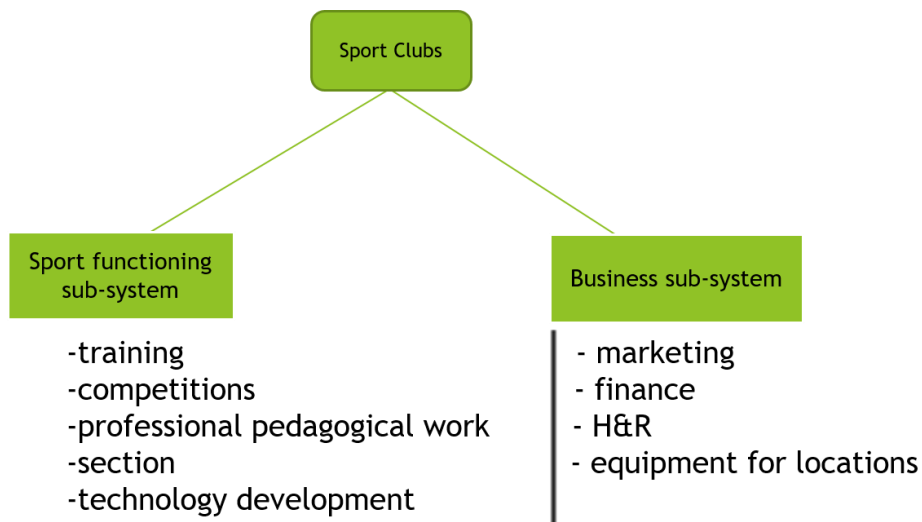 Sport Clubs
Sport functioning
sub-system
-training
-competitions
-professional pedagogical work
-section
-technology development
Business sub-system
- marketing
- finance
- H&R
- equipment for locations